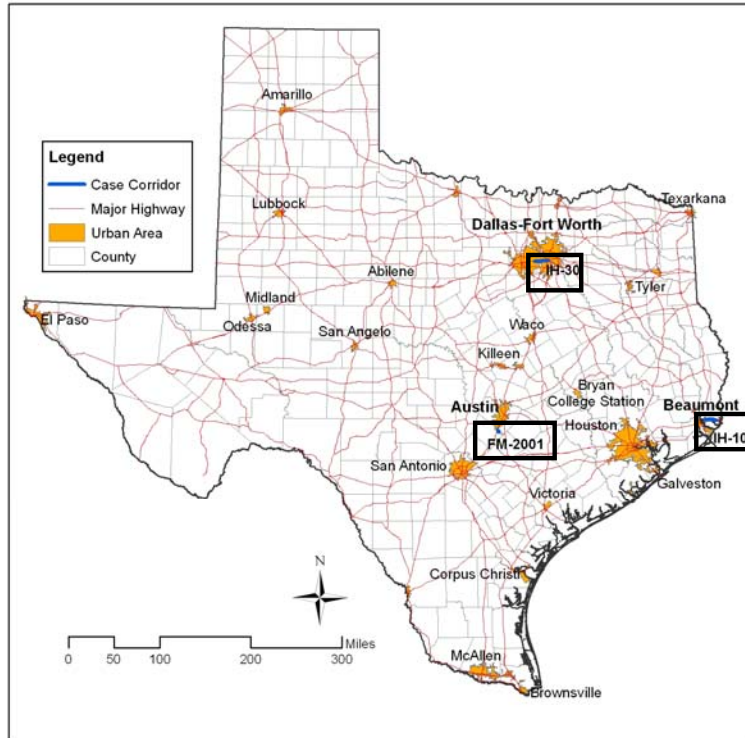 Amarillo
Legend
Case Corridor
Major Highway
Urban Area
County
Lubbock
Texarkana
Dallas-Fort Worth
IH-30
Abilene
Tyler
Midland
El Paso
Odessa
San Angelo
Waco
Killeen
Bryan
College Station
Austin
Beaumont
Houston
FM-2001
IH-10
San Antonio
Galveston
Victoria
N
Corpus Christi
Miles
0 50 100 200 300
McAllen
Brownsville